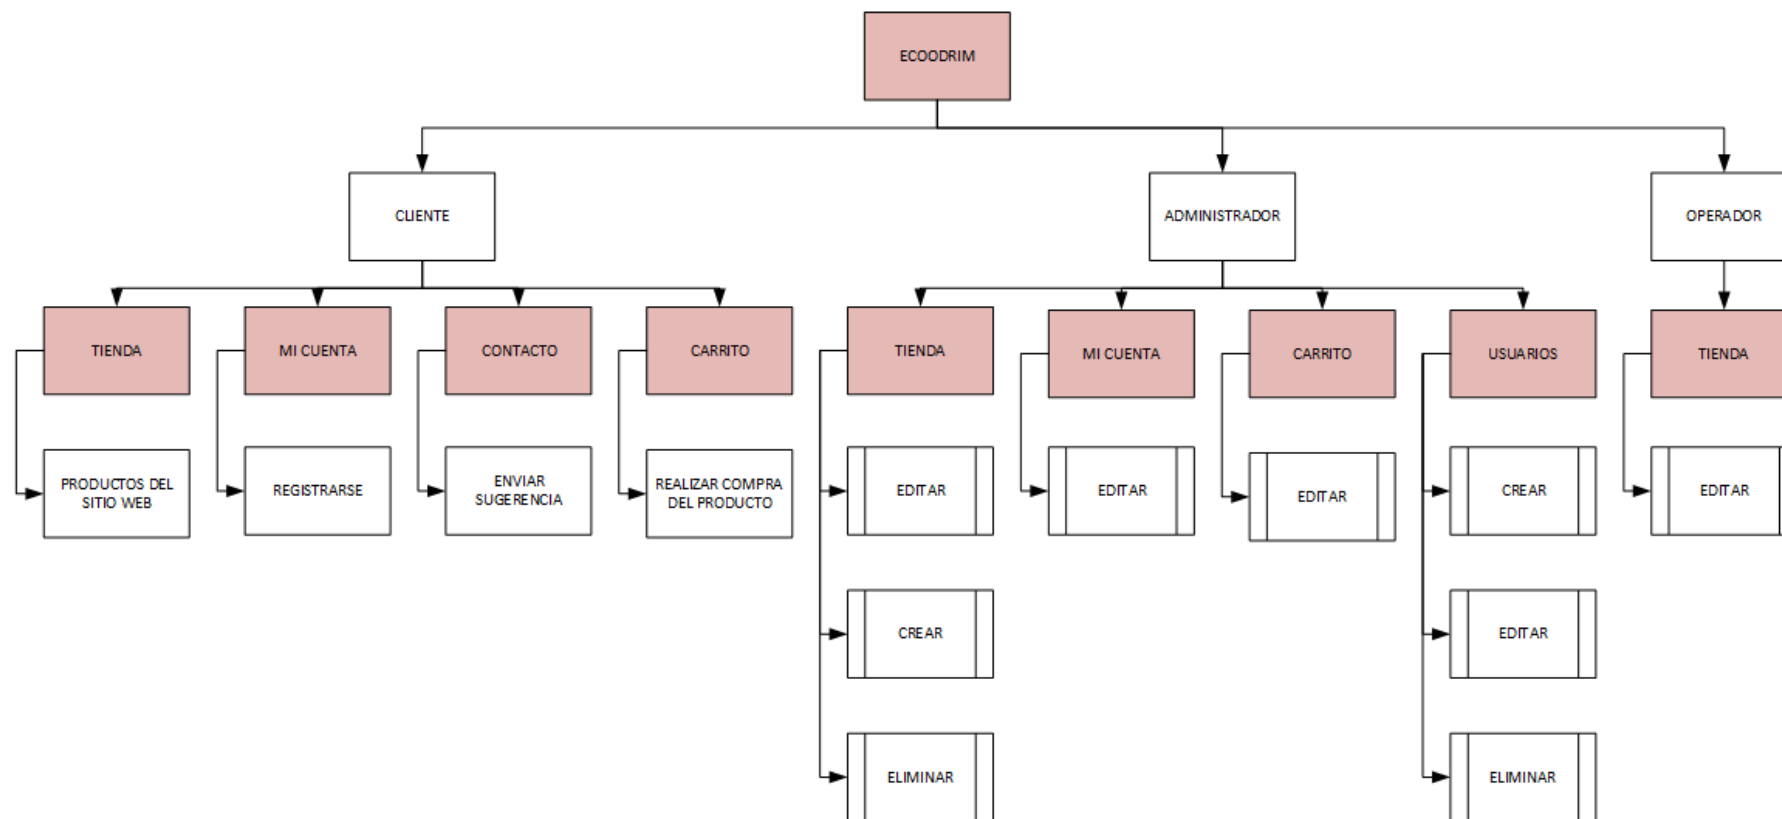 ECOODRIM
CLIENTE
ADMINISTRADOR
OPERADOR
TIENDA
MI CUENTA
CONTACTO
CARRITO
TIENDA
MI CUENTA
CARRITO
USUARIOS
TIENDA
PRODUCTOS DEL
SITIO WEB
REGISTRARSE
ENVIAR
SUGERENCIA
REALIZAR COMPRA
DEL PRODUCTO
EDITAR
EDITAR
EDITAR
CREAR
EDITAR
CREAR
EDITAR
ELIMINAR
ELIMINAR